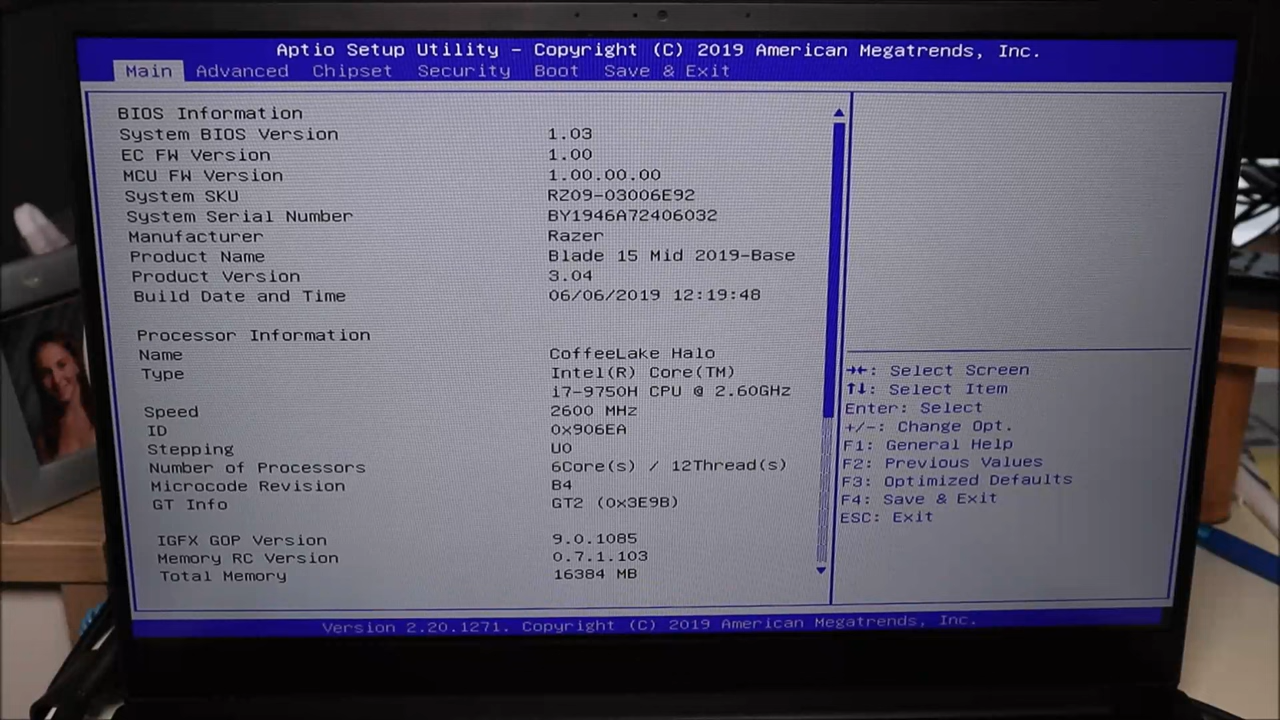 Aptio Setup Utility - Copyright (C) 2019 American Megatrends, Inc.
Main Advanced Chipset Security Boot Save & Exit
BIOS Information
System BIOS Version 1.03
EC FW Version 1.00
MCU FW Version 1.00.00.00
System SKU RZ09-03006E92
System Serial Number BY1946A72406032
Manufacturer Razer
Product Name Blade 15 Mid 2019-Base
Product Version 3.04
Build Date and Time 06/06/2019 12:19:48
Processor Information
Name CoffeeLake Halo
Type Intel(R) Core(TM)
i7-9750H CPU @ 2.60GHz
Speed 2600 MHz
ID 0x906EA
Stepping U0
Number of Processors 6Core(s) / 12Thread(s)
Microcode Revision B4
GT Info GT2 (0x3E9B)
IGFX GOP Version 9.0.1085
Memory RC Version 0.7.1.103
Total Memory 16384 MB
→←: Select Screen
↑↓: Select Item
Enter: Select
+/-: Change Opt.
F1: General Help
F2: Previous Values
F3: Optimized Defaults
F4: Save & Exit
ESC: Exit
Version 2.20.1271. Copyright (C) 2019 American Megatrends, Inc.